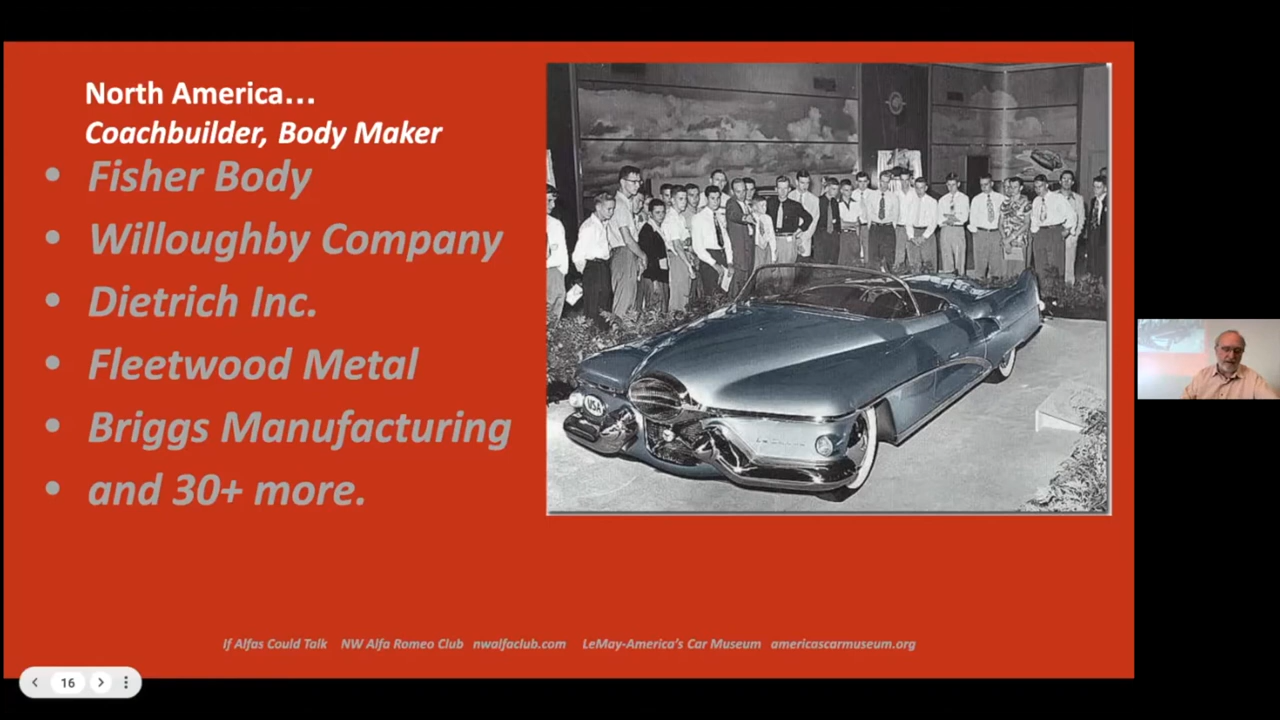 North America...
Coachbuilder, Body Maker
• Fisher Body
• Willoughby Company
• Dietrich Inc.
• Fleetwood Metal
• Briggs Manufacturing
• and 30+ more.
USA
If Alfas Could Talk NW Alfa Romeo Club nwalfaclub.com LeMay-America's Car Museum americascarmuseum.org
16